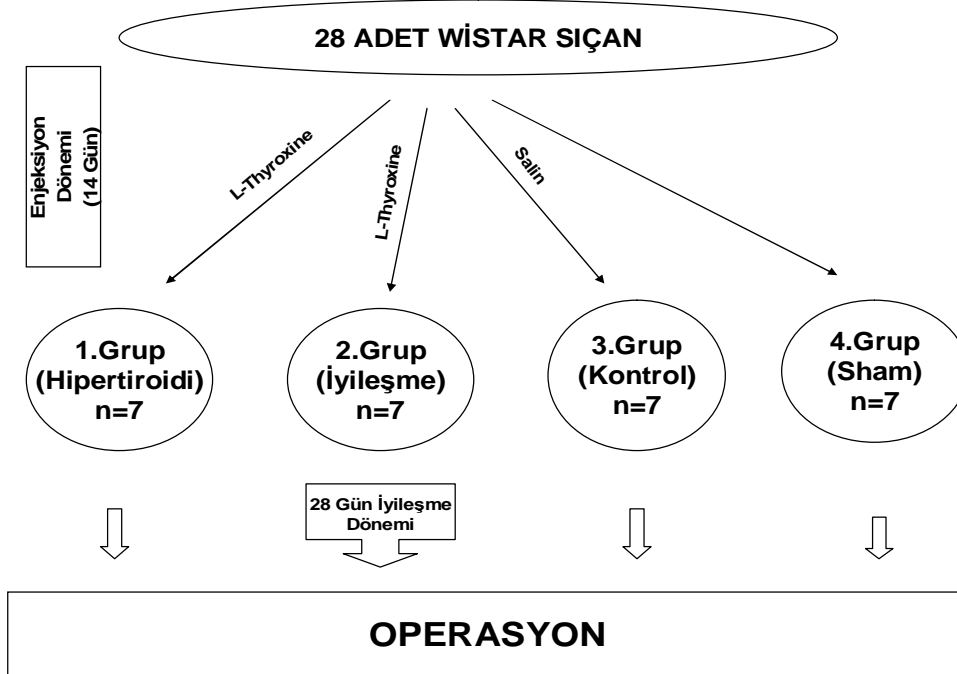 28 ADET WİSTAR SIÇAN
Enjeksiyon
Dönemi
(14 Gün)
L-Thyroxine
L-Thyroxine
Salin
1.Grup
(Hipertiroidi)
n=7
2.Grup
(İyileşme)
n=7
3.Grup
(Kontrol)
n=7
4.Grup
(Sham)
n=7
28 Gün İyileşme
Dönemi
OPERASYON